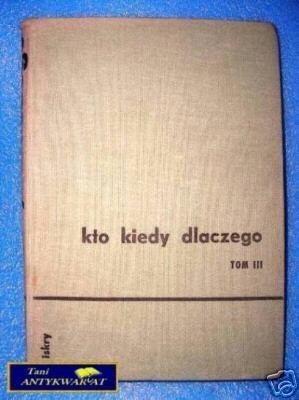 kto kiedy dlaczego
TOM III
iskry
Tani
ANTYKWARIAT